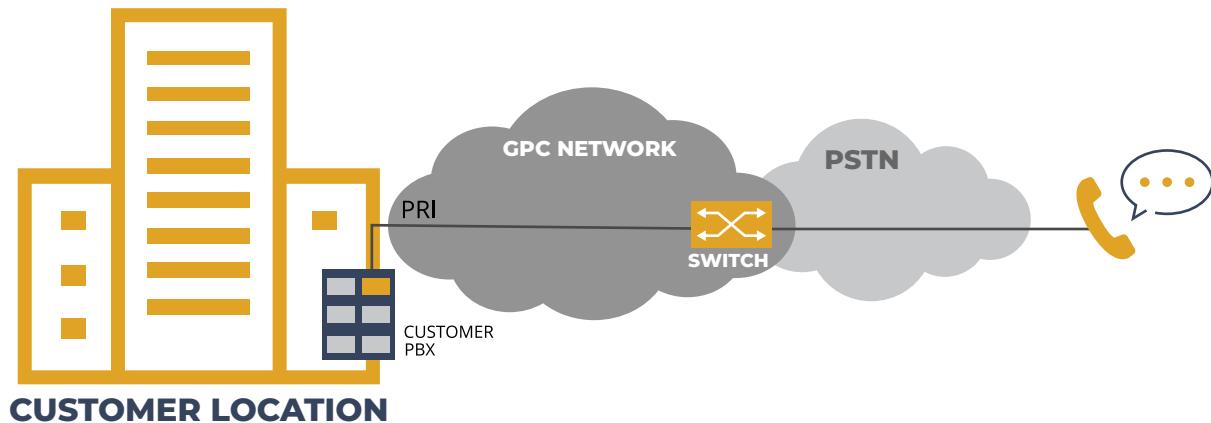 GPC NETWORK
PSTN
PRI
SWITCH
CUSTOMER
PBX
CUSTOMER LOCATION